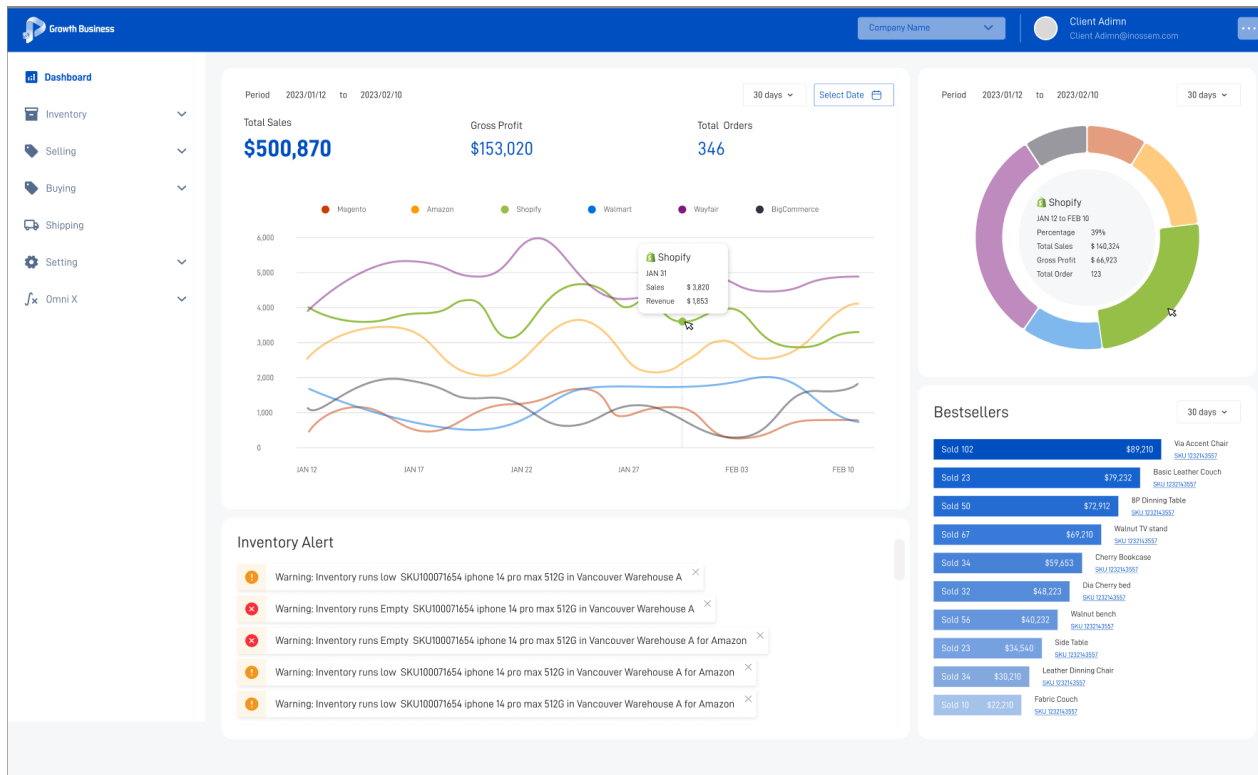 Growth Business
Company Name
Client Adimn
Client Adimn@inossem.com
Dashboard
Inventory
Selling
Buying
Shipping
Setting
Omni X
Period 2023/01/12 to 2023/02/10
30 days
Select Date
Total Sales
$500,870
Gross Profit
$153,020
Total Orders
346
Magento
Amazon
Shopify
Walmart
Wayfair
BigCommerce
6,000
5,000
4,000
3,000
2,000
1,000
0
JAN 12
JAN 17
JAN 22
JAN 27
FEB 03
FEB 10
Shopify
JAN 31
Sales $ 3,820
Revenue $ 1,853
Inventory Alert
Warning: Inventory runs low SKU100071654 iphone 14 pro max 512G in Vancouver Warehouse A
Warning: Inventory runs Empty SKU100071654 iphone 14 pro max 512G in Vancouver Warehouse A
Warning: Inventory runs Empty SKU100071654 iphone 14 pro max 512G in Vancouver Warehouse A for Amazon
Warning: Inventory runs low SKU100071654 iphone 14 pro max 512G in Vancouver Warehouse A for Amazon
Warning: Inventory runs low SKU100071654 iphone 14 pro max 512G in Vancouver Warehouse A for Amazon
Period 2023/01/12 to 2023/02/10
30 days
Shopify
JAN 12 to FEB 10
Percentage 39%
Total Sales $ 140,324
Gross Profit $ 66,923
Total Order 123
Bestsellers
30 days
Sold 102 $89,210 Via Accent Chair
SKU 1232143557
Sold 23 $79,232 Basic Leather Couch
SKU 1232143557
Sold 50 $72,912 8P Dinning Table
SKU 1232143557
Sold 67 $69,210 Walnut TV stand
SKU 1232143557
Sold 34 $59,653 Cherry Bookcase
SKU 1232143557
Sold 32 $48,223 Dia Cherry bed
SKU 1232143557
Sold 56 $40,232 Walnut bench
SKU 1232143557
Sold 23 $34,540 Side Table
SKU 1232143557
Sold 34 $30,210 Leather Dinning Chair
SKU 1232143557
Sold 10 $22,210 Fabric Couch
SKU 1232143557